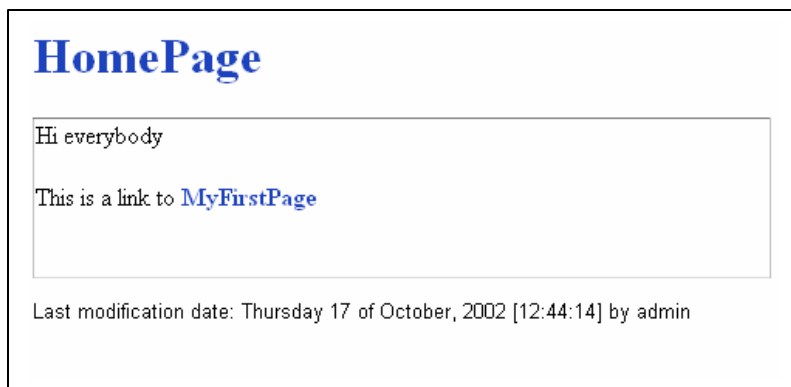 HomePage
Hi everybody
This is a link to MyFirstPage
Last modification date: Thursday 17 of October, 2002 [12:44:14] by admin